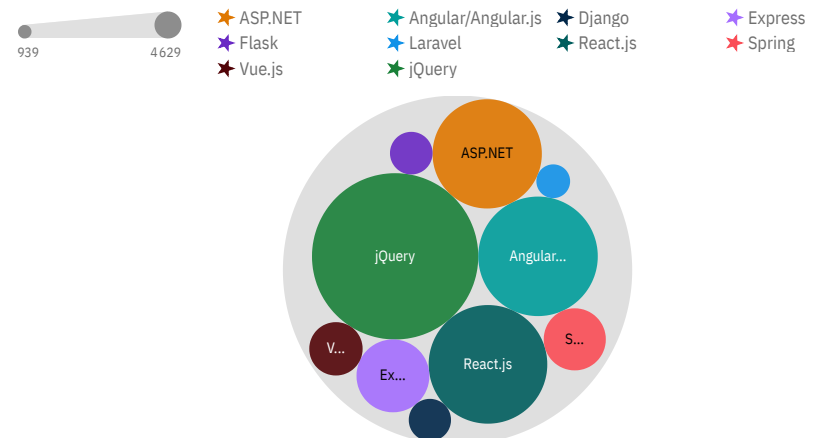 ASP.NET Angular/Angular.js Django Express
Flask Laravel React.js Spring
Vue.js jQuery
939 4629
ASP.NET
jQuery Angular...
V... S...
Ex... React.js